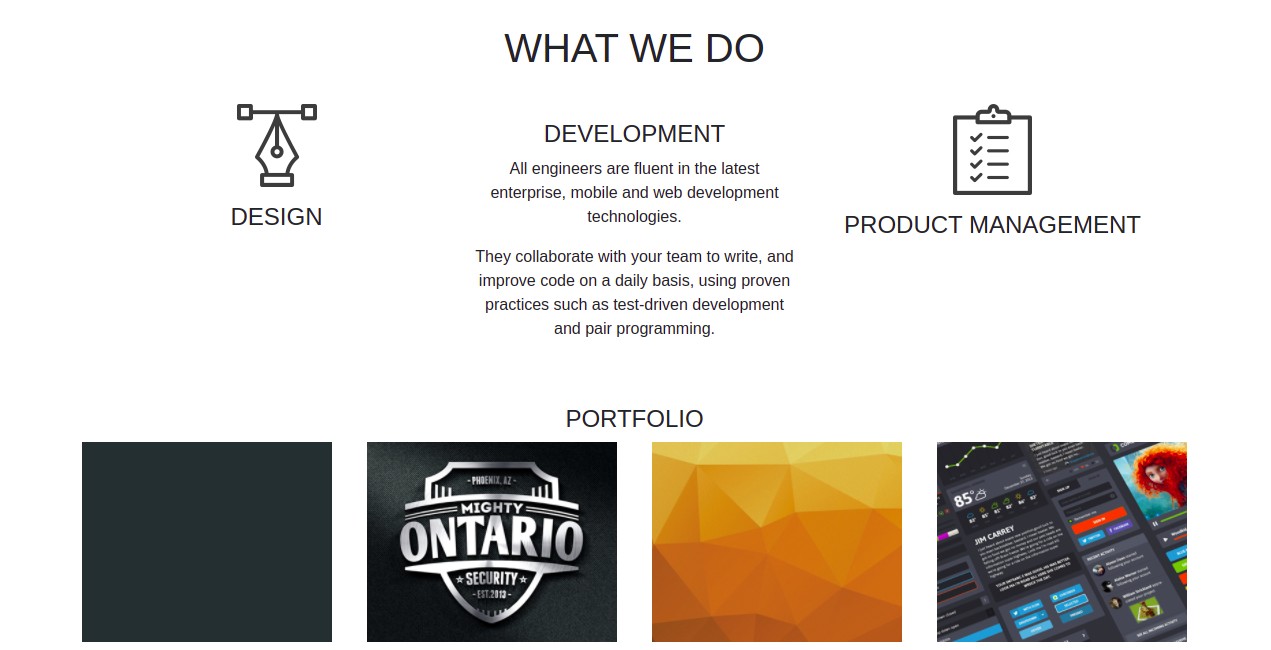 WHAT WE DO
DESIGN
DEVELOPMENT
All engineers are fluent in the latest
enterprise, mobile and web development
technologies.
They collaborate with your team to write, and
improve code on a daily basis, using proven
practices such as test-driven development
and pair programming.
PRODUCT MANAGEMENT
PORTFOLIO
- PHOENIX, AZ -
MIGHTY
ONTARIO
SECURITY
- EST.2013 -
85°
JIM CARREY
SIGN UP